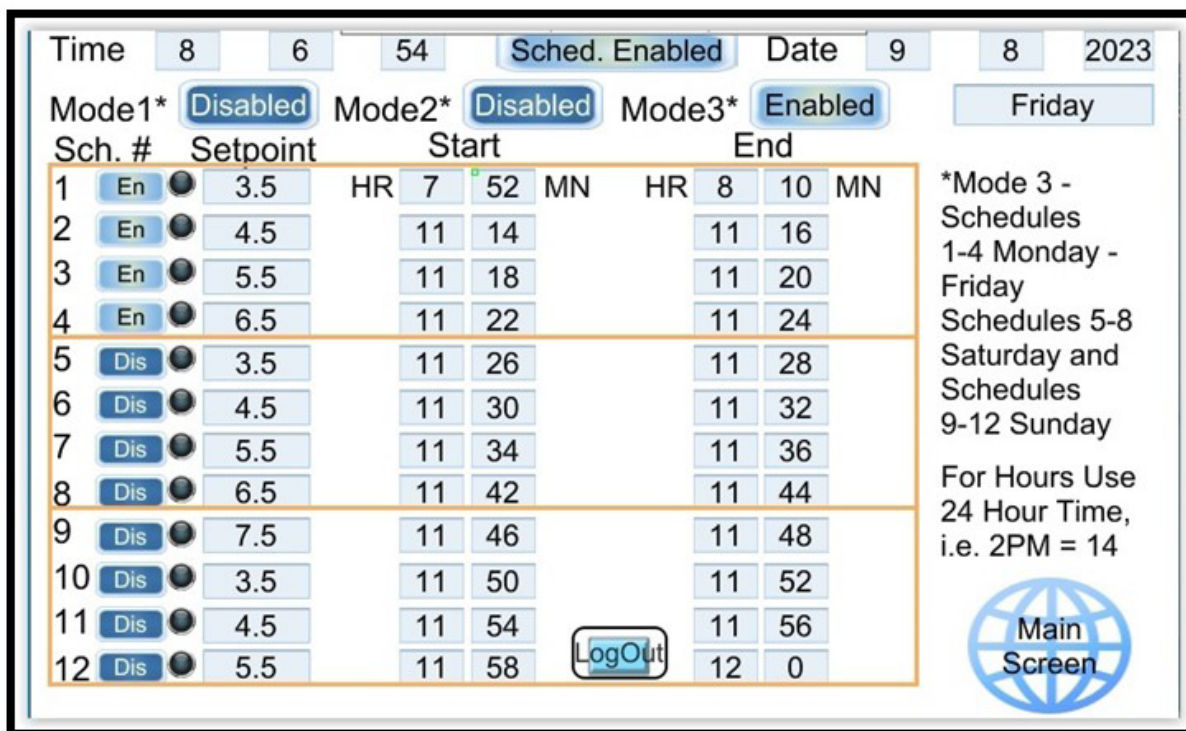 Time 8 6 54 Sched. Enabled Date 9 8 2023
Mode1* Disabled Mode2* Disabled Mode3* Enabled Friday
Sch. # Setpoint Start End
1 En 3.5 HR 7 52 MN HR 8 10 MN
2 En 4.5 11 14 11 16
3 En 5.5 11 18 11 20
4 En 6.5 11 22 11 24
5 Dis 3.5 11 26 11 28
6 Dis 4.5 11 30 11 32
7 Dis 5.5 11 34 11 36
8 Dis 6.5 11 42 11 44
9 Dis 7.5 11 46 11 48
10 Dis 3.5 11 50 11 52
11 Dis 4.5 11 54 11 56
12 Dis 5.5 11 58 12 0
LogOut
*Mode 3 -
Schedules
1-4 Monday -
Friday
Schedules 5-8
Saturday and
Schedules
9-12 Sunday
For Hours Use
24 Hour Time,
i.e. 2PM = 14
Main
Screen